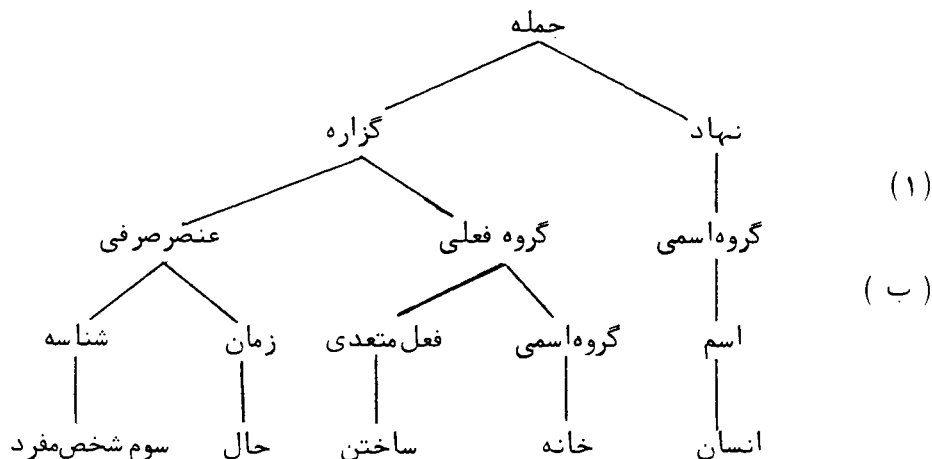 جمله
نهاد گزاره
(۱)
گروه‌اسمی گروه فعلی عنصرصرفی
(ب)
اسم گروه‌اسمی فعل‌متعدی زمان شناسه
انسان خانه ساختن حال سوم شخص‌مفرد